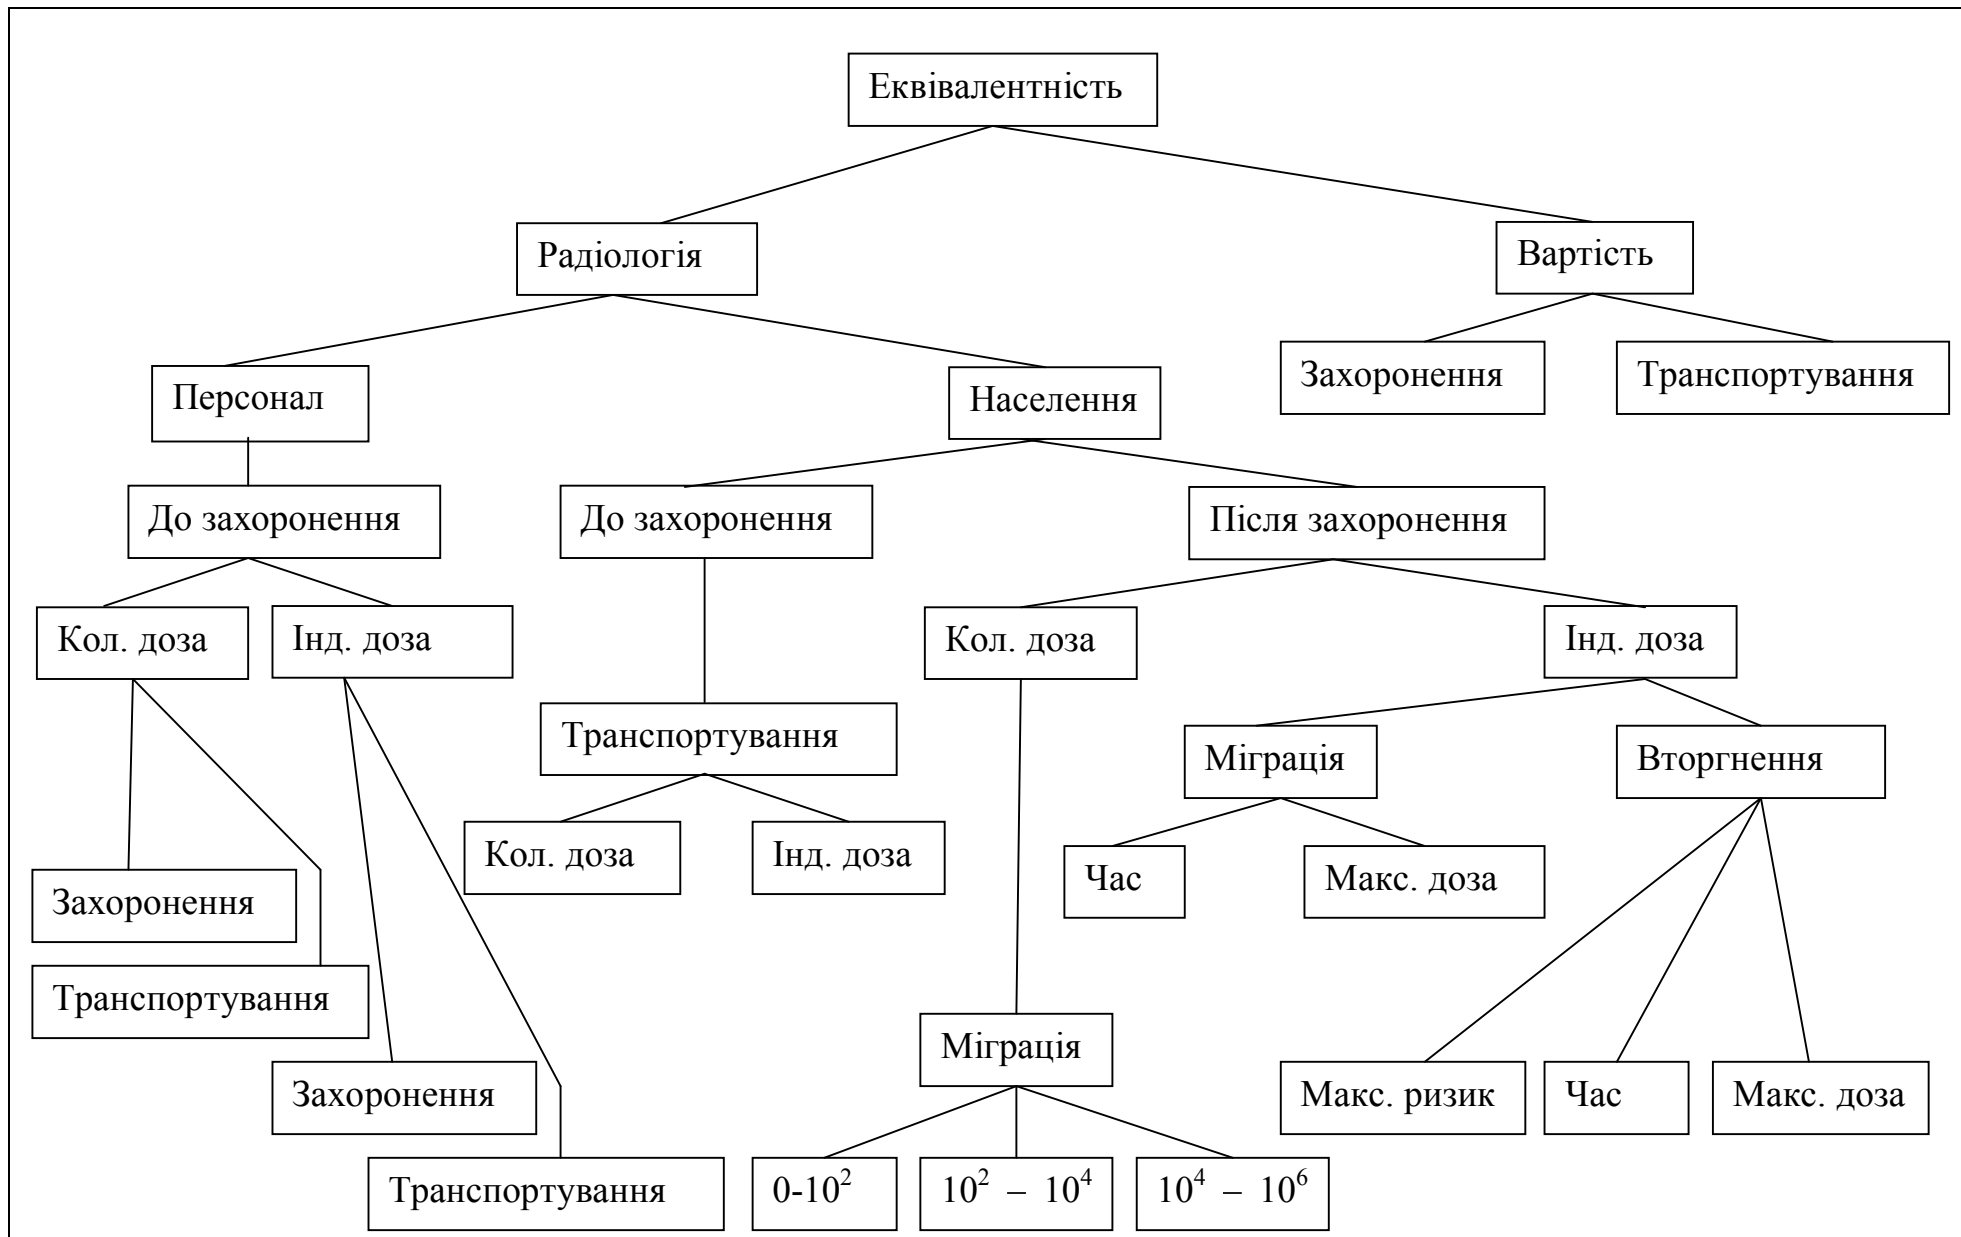 Еквівалентність
Радіологія
Вартість
Захоронення
Транспортування
Персонал
Населення
До захоронення
До захоронення
Після захоронення
Кол. доза
Інд. доза
Кол. доза
Інд. доза
Транспортування
Міграція
Вторгнення
Кол. доза
Інд. доза
Час
Макс. доза
Захоронення
Транспортування
Міграція
Захоронення
Макс. ризик
Час
Макс. доза
Транспортування
0-10²
10² – 10⁴
10⁴ – 10⁶